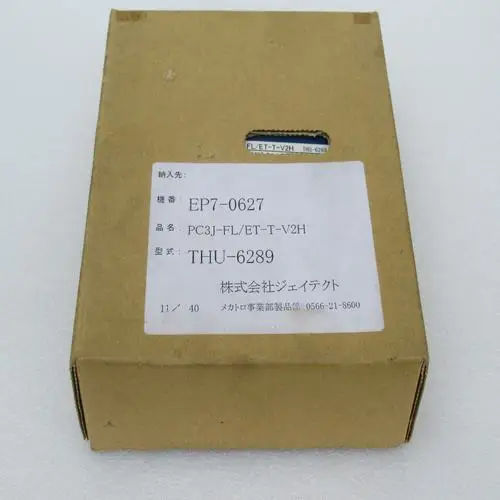 FL/ET-T-V2H THU-6289
納入先:
機番 EP7-0627
品名: PC3J-FL/ET-T-V2H
型式: THU-6289
株式会社ジェイテクト
11/ 40 メカトロ事業部製品部 0566-21-8600